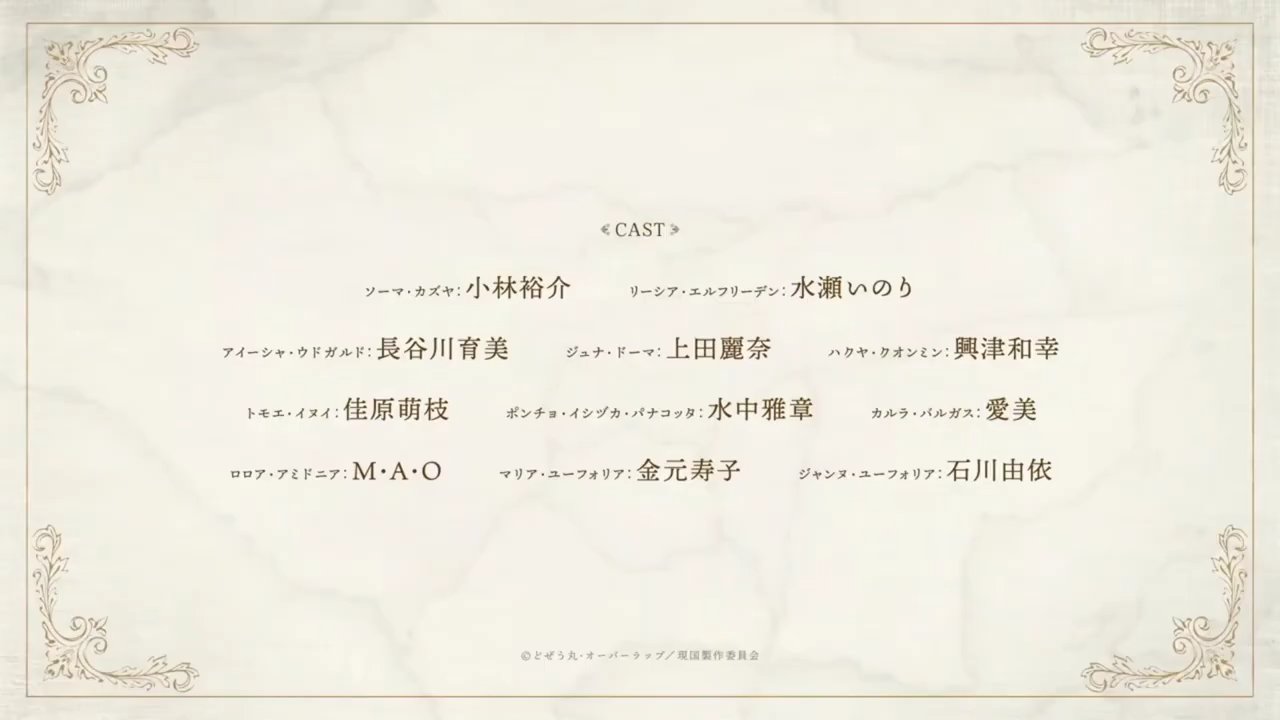 CAST
ソーマ・カズヤ：小林裕介 リーシア・エルフリーデン：水瀬いのり
アイーシャ・ウドガルド：長谷川育美 ジュナ・ドーマ：上田麗奈 ハクヤ・クオンミン：興津和幸
トモエ・イヌイ：佳原萌枝 ポンチョ・イシヅカ・パナコッタ：水中雅章 カルラ・バルガス：愛美
ロロア・アミドニア：M・A・O マリア・ユーフォリア：金元寿子 ジャンヌ・ユーフォリア：石川由依
©どぜう丸・オーバーラップ／現国製作委員会